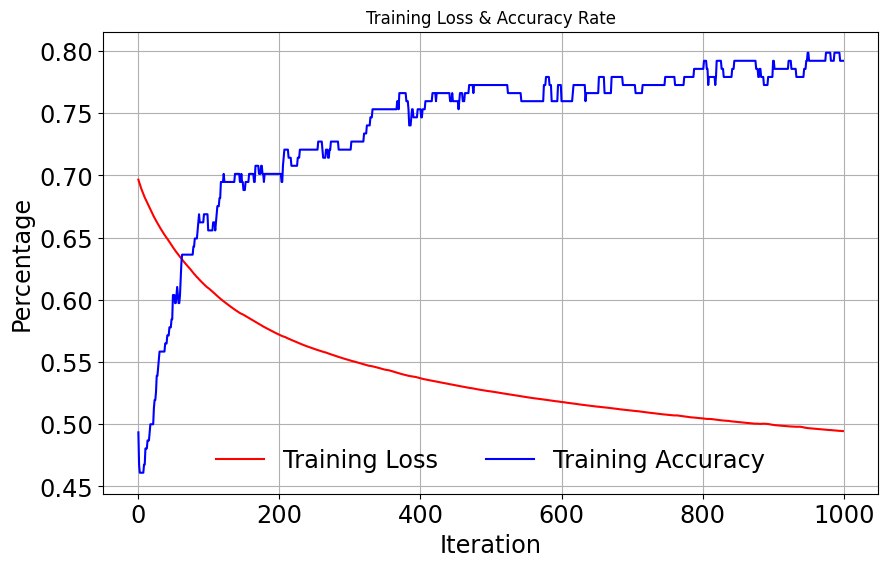 Training Loss & Accuracy Rate
0.80
0.75
0.70
0.65
0.60
0.55
0.50
0.45
Percentage
Training Loss
Training Accuracy
0
200
400
600
800
1000
Iteration